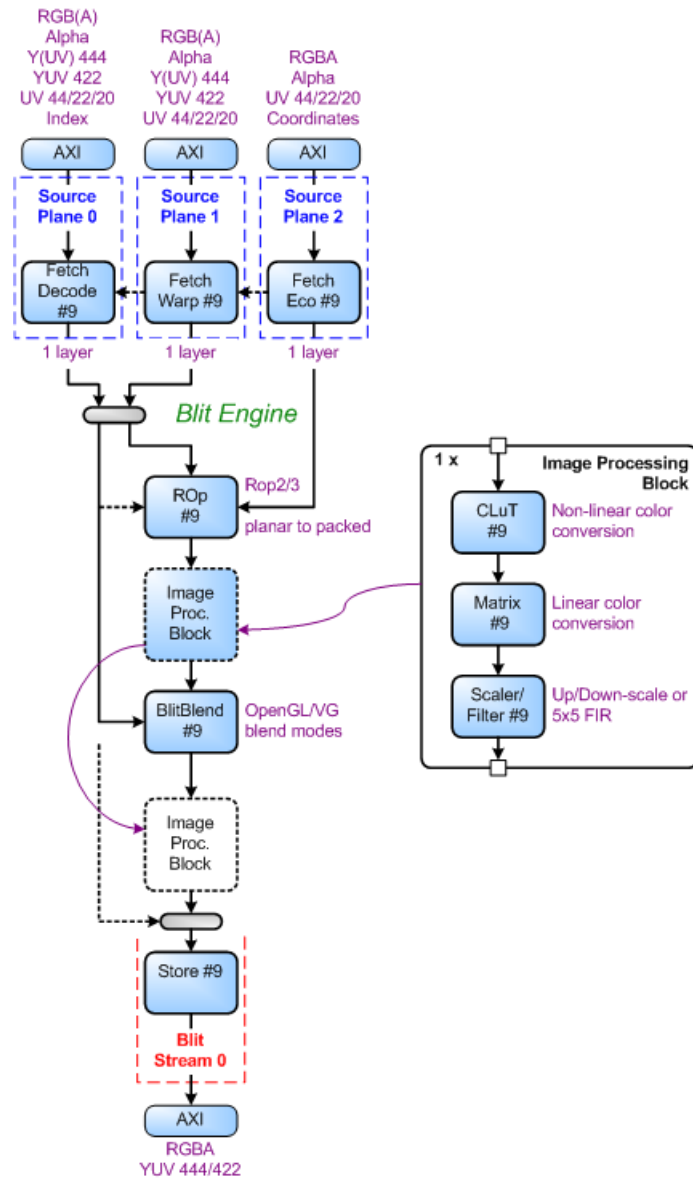 RGB(A)
Alpha
Y(UV) 444
YUV 422
UV 44/22/20
Index
RGB(A)
Alpha
Y(UV) 444
YUV 422
UV 44/22/20
RGBA
Alpha
UV 44/22/20
Coordinates
AXI
AXI
AXI
Source
Plane 0
Source
Plane 1
Source
Plane 2
Fetch
Decode
#9
Fetch
Warp #9
Fetch
Eco #9
1 layer
1 layer
1 layer
Blit Engine
ROp
#9
Rop2/3
planar to packed
Image
Proc.
Block
BlitBlend
#9
OpenGL/VG
blend modes
Image
Proc.
Block
Store #9
Blit
Stream 0
AXI
RGBA
YUV 444/422
1 x
Image Processing
Block
CLuT
#9
Non-linear color
conversion
Matrix
#9
Linear color
conversion
Scaler/
Filter #9
Up/Down-scale or
5x5 FIR